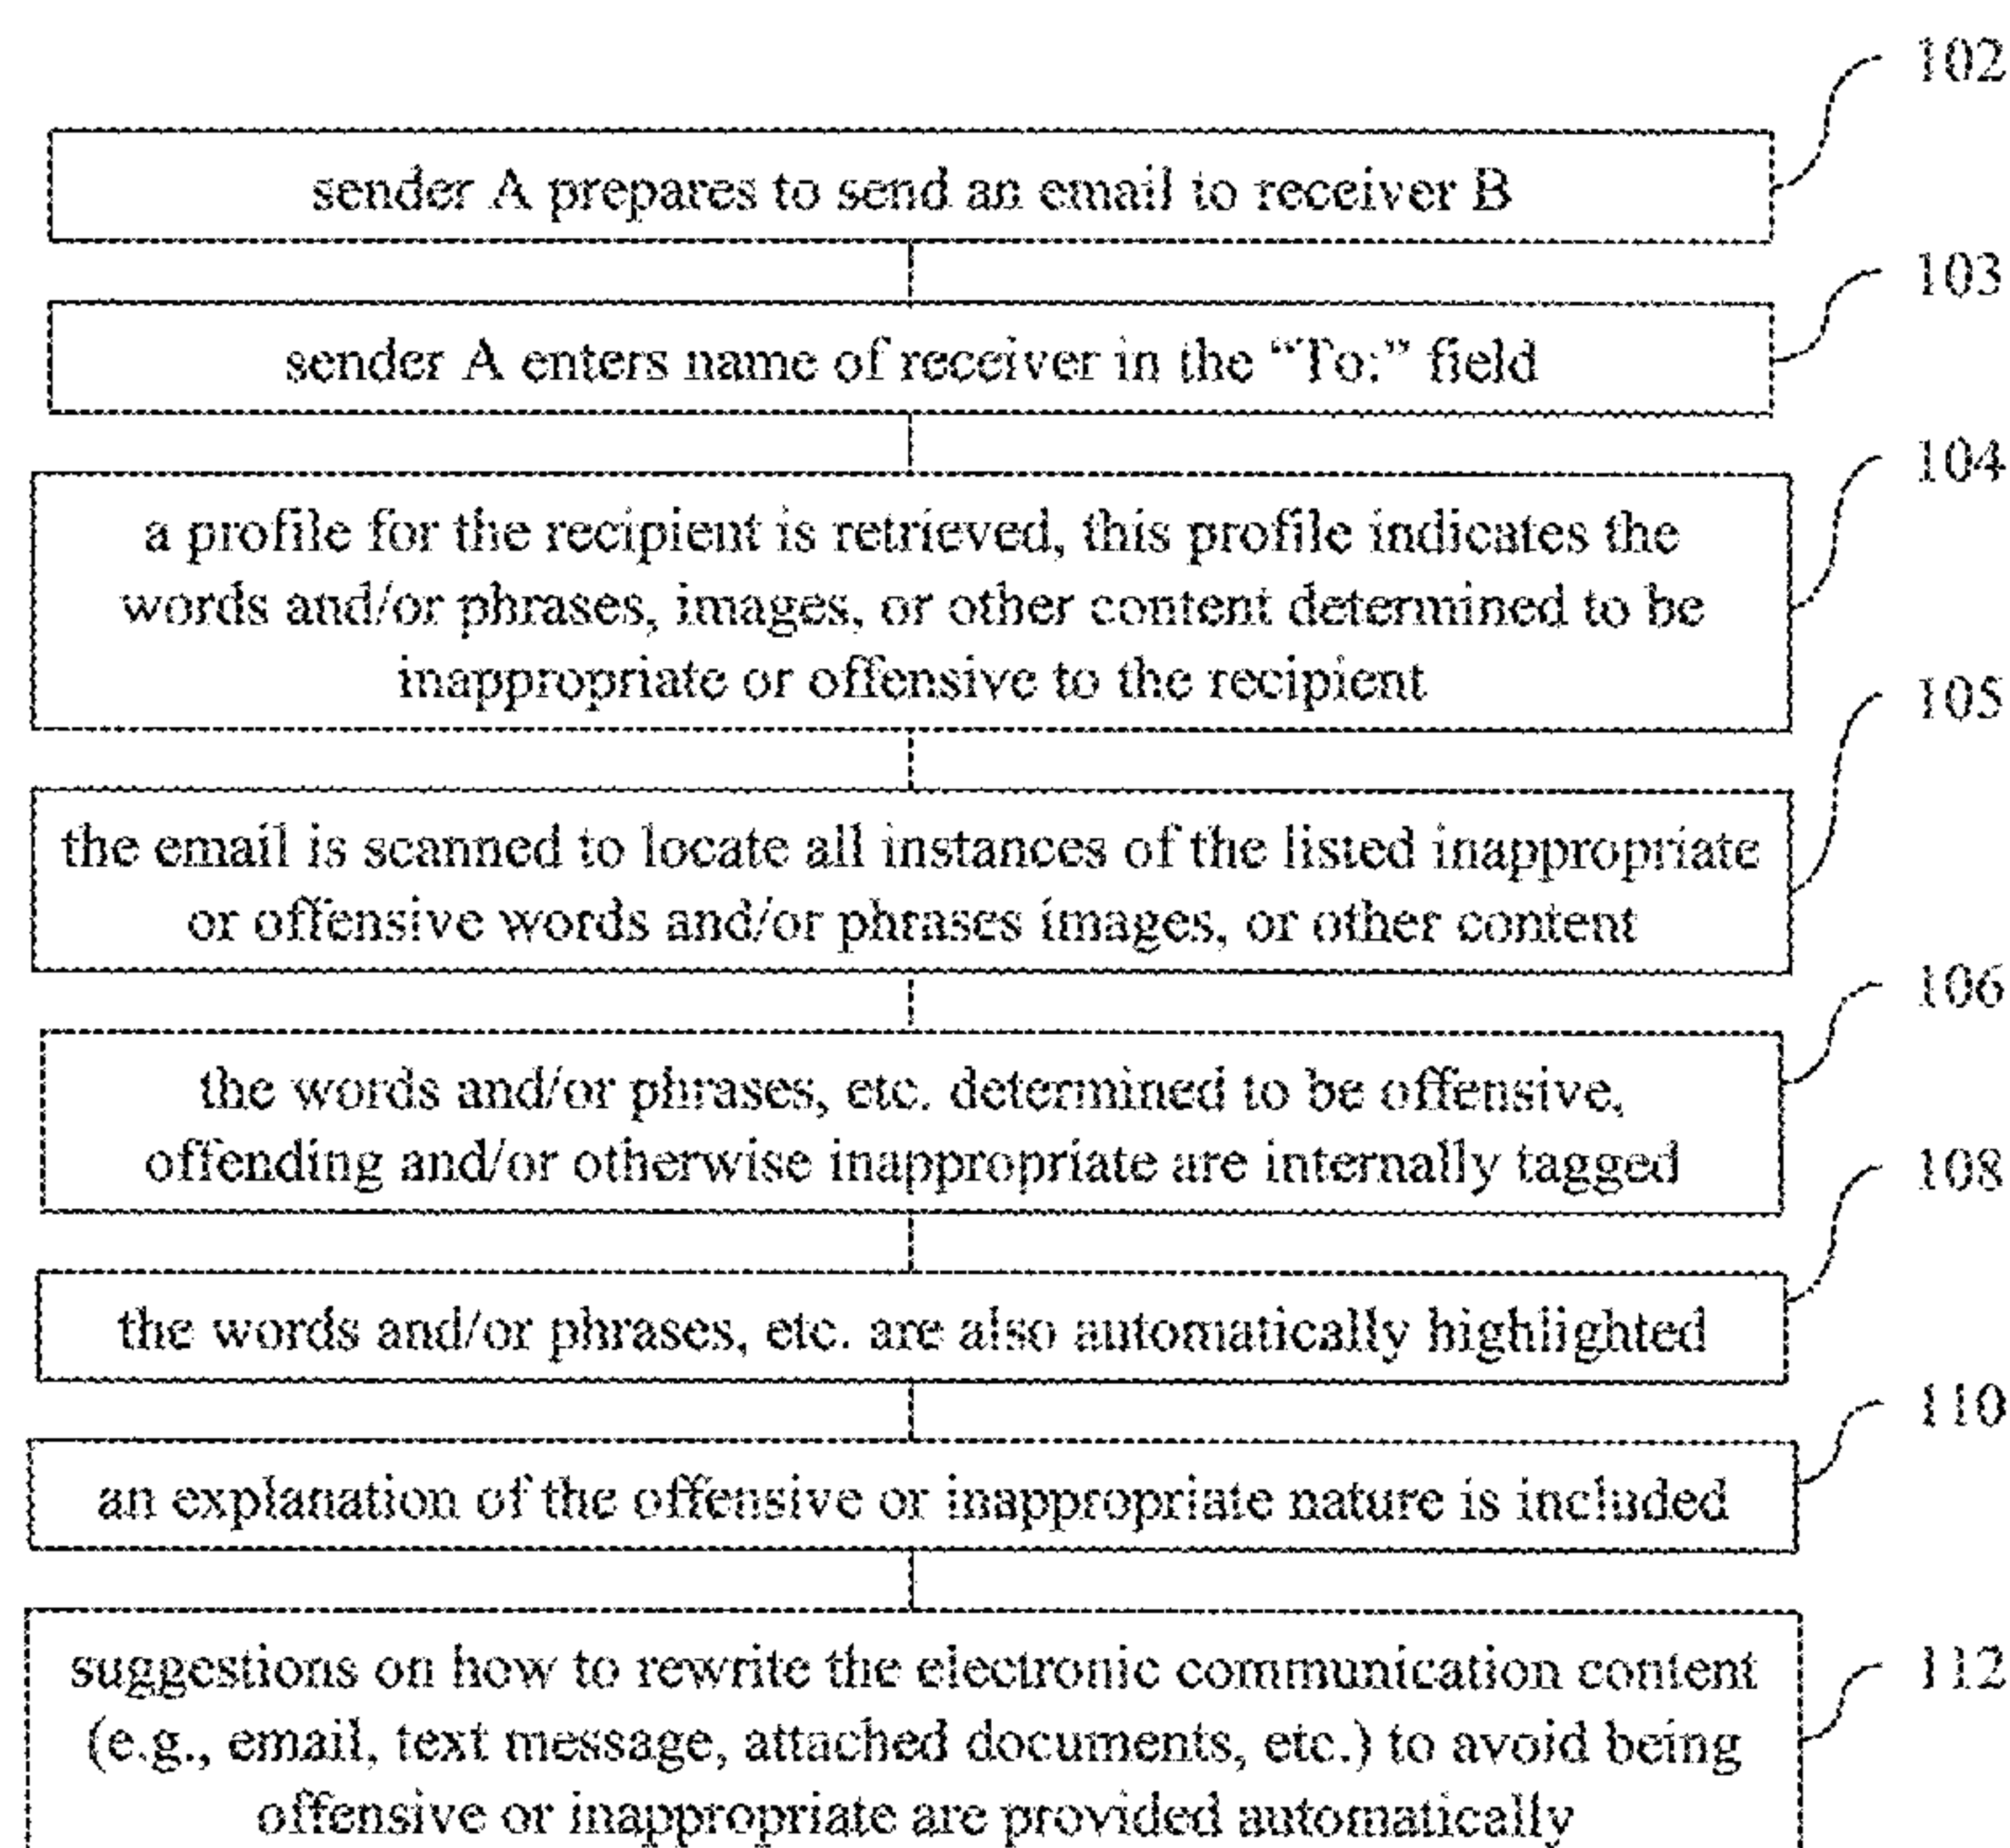 102
sender A prepares to send an email to receiver B
103
sender A enters name of receiver in the “To:” field
104
a profile for the recipient is retrieved, this profile indicates the
words and/or phrases, images, or other content determined to be
inappropriate or offensive to the recipient
105
the email is scanned to locate all instances of the listed inappropriate
or offensive words and/or phrases images, or other content
106
the words and/or phrases, etc. determined to be offensive,
offending and/or otherwise inappropriate are internally tagged
108
the words and/or phrases, etc. are also automatically highlighted
110
an explanation of the offensive or inappropriate nature is included
112
suggestions on how to rewrite the electronic communication content
(e.g., email, text message, attached documents, etc.) to avoid being
offensive or inappropriate are provided automatically